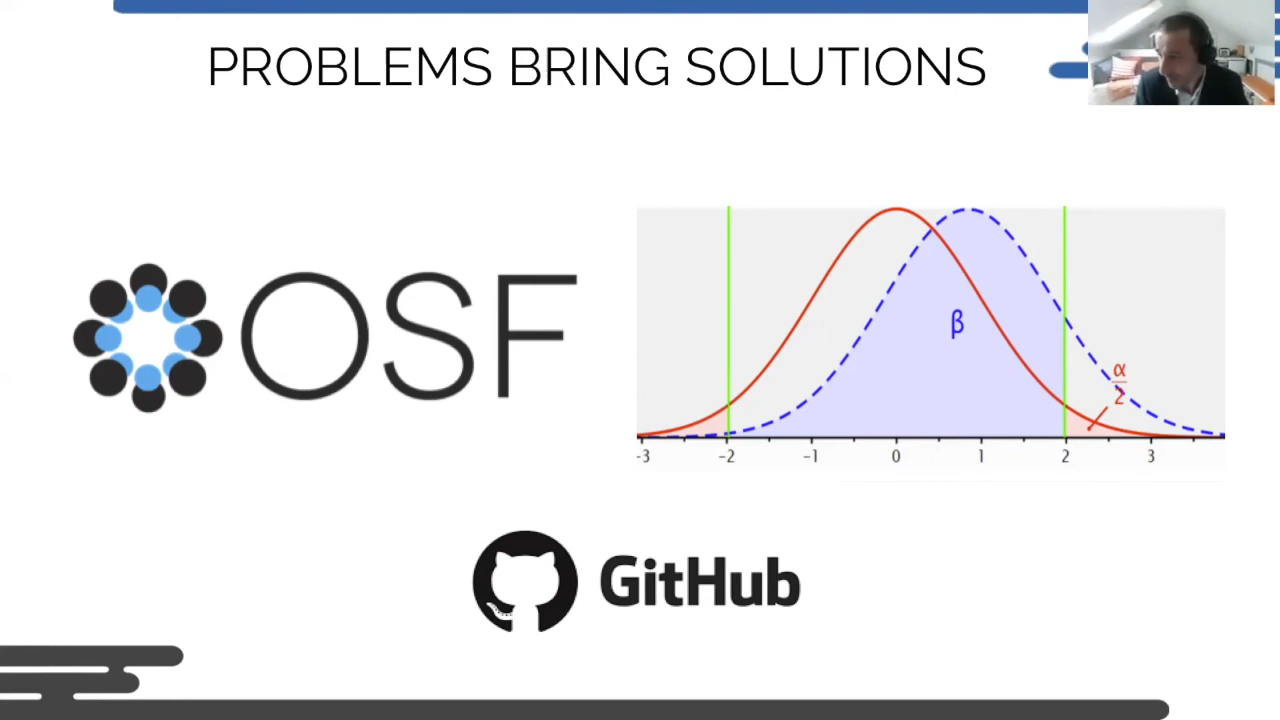 PROBLEMS BRING SOLUTIONS
OSF
β
α
2
-3 -2 -1 0 1 2 3
GitHub